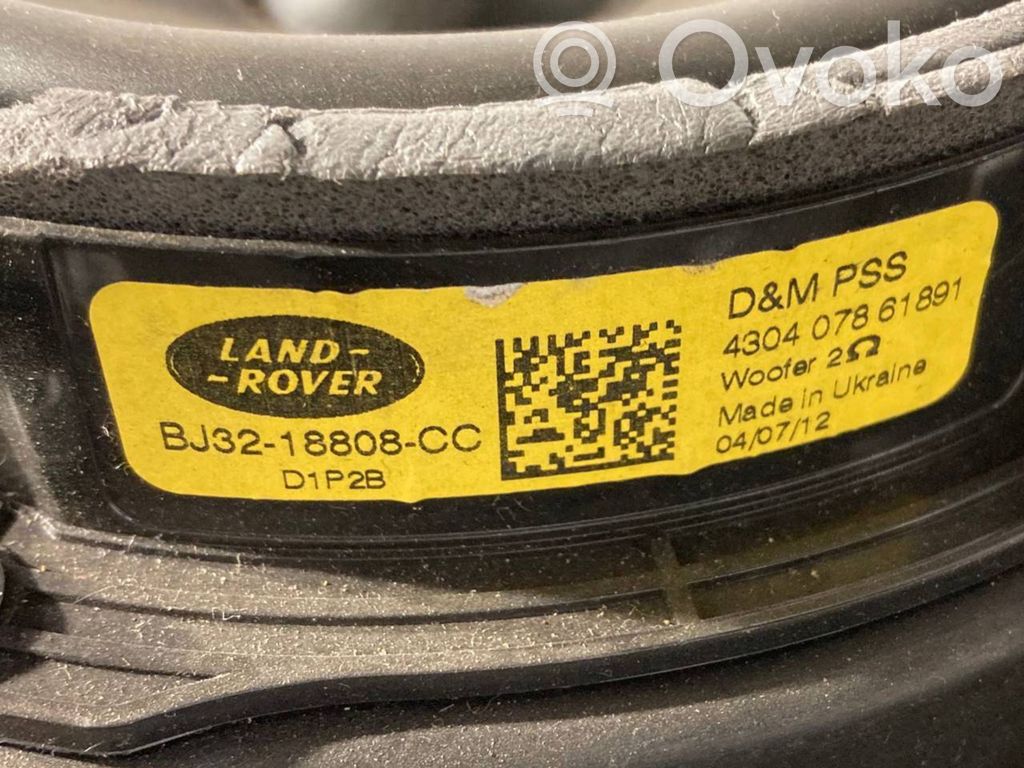 Ovoko
LAND-
-ROVER
BJ32-18808-CC
D1P2B
D&M PSS
4304 078 61891
Woofer 2Ω
Made in Ukraine
04/07/12